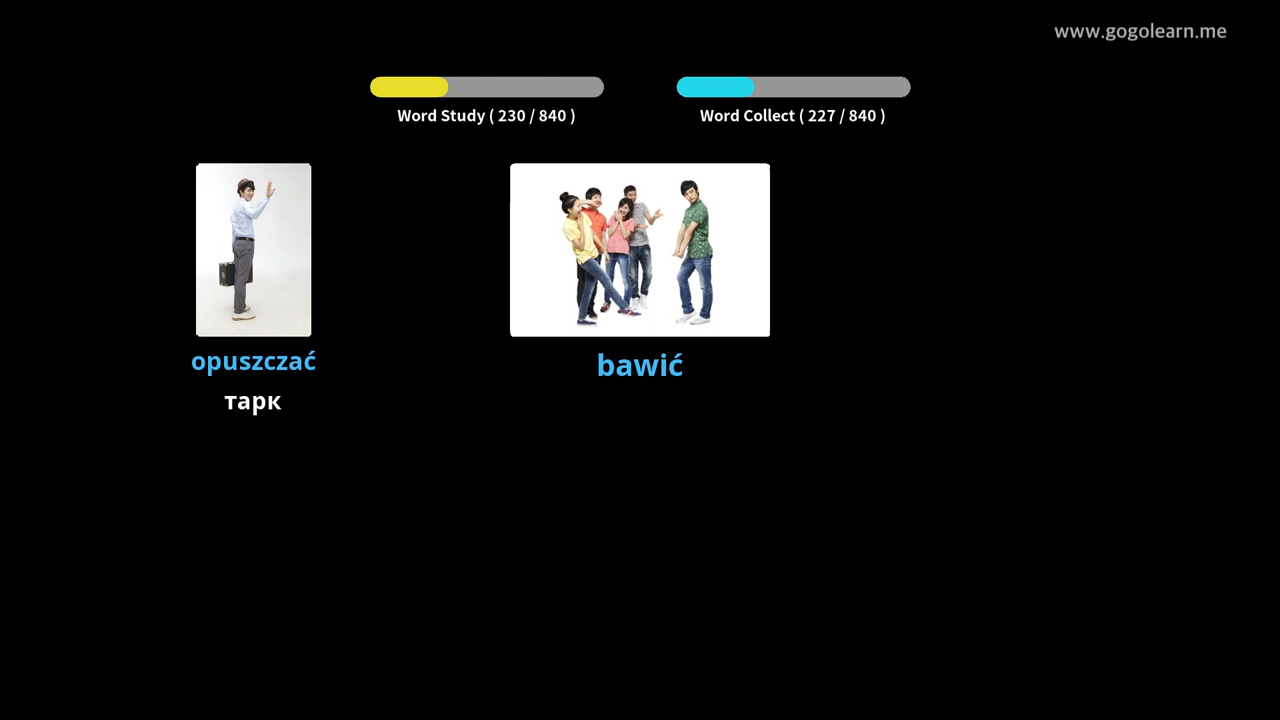 www.gogolearn.me
Word Study ( 230 / 840 )
Word Collect ( 227 / 840 )
opuszczać
тарк
bawić